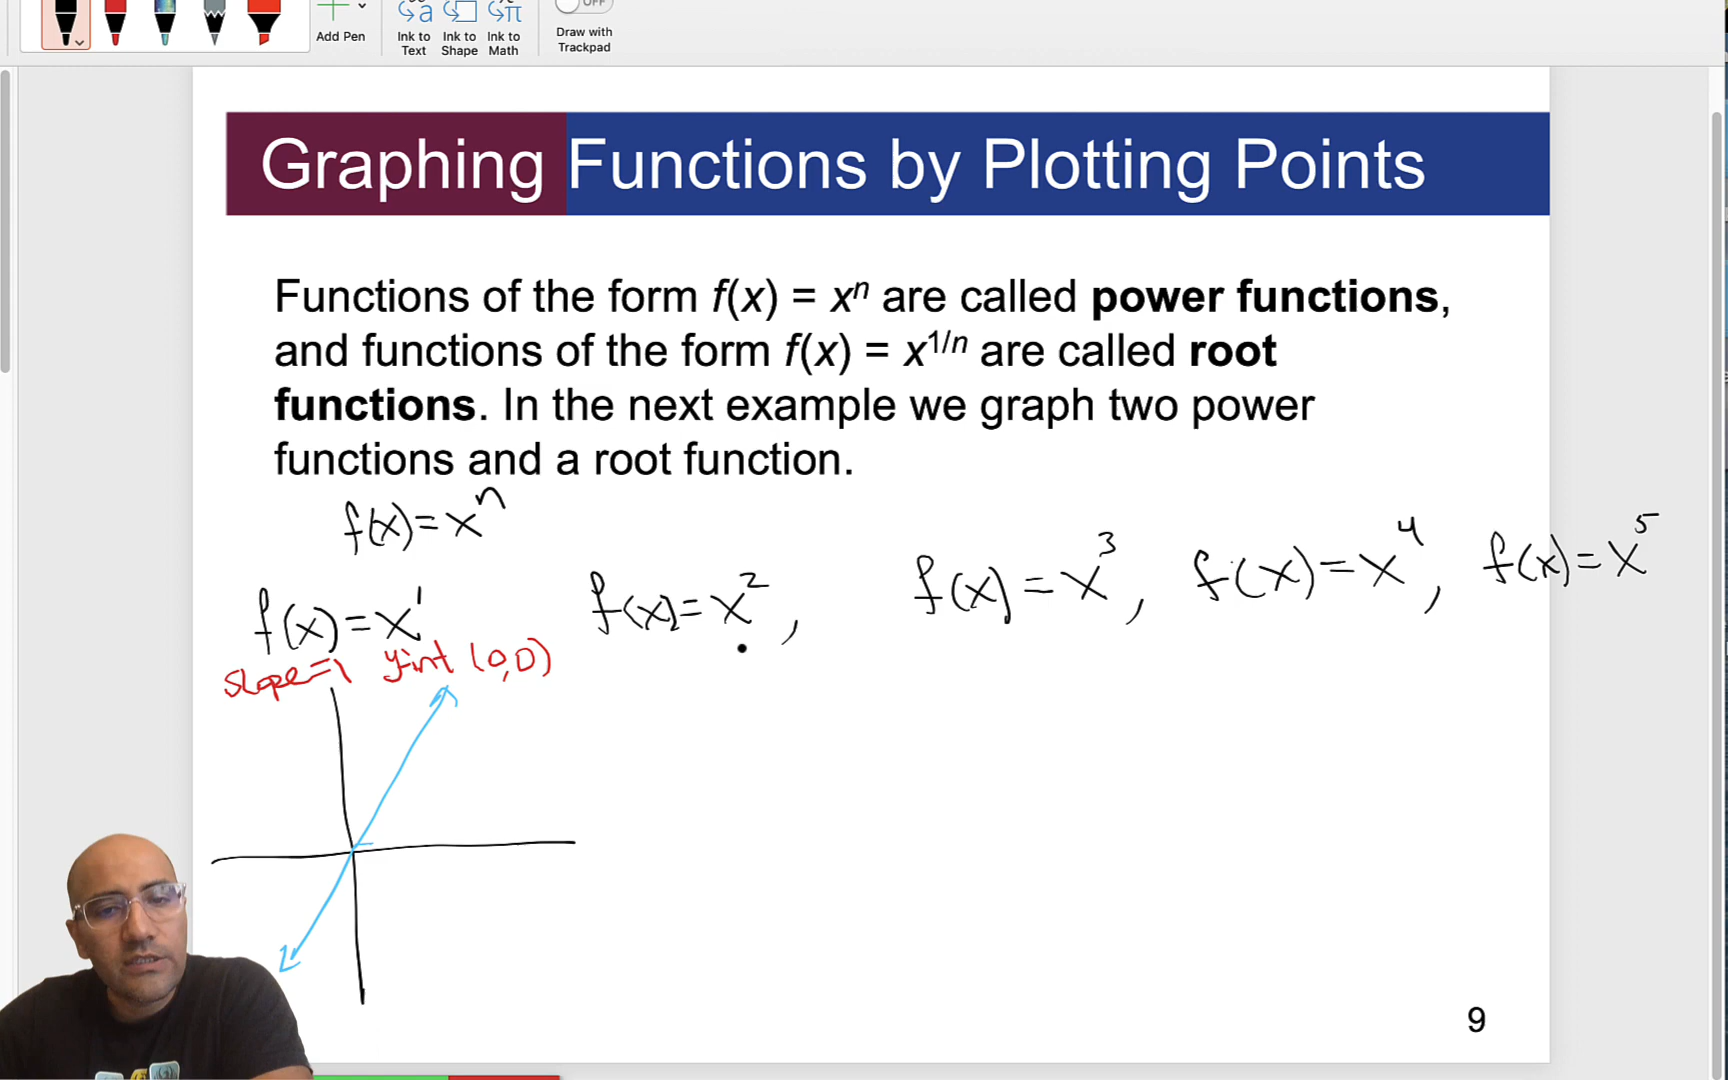 OFF
Add Pen
Ink to Text
Ink to Shape
Ink to Math
Draw with Trackpad
Graphing Functions by Plotting Points
Functions of the form f(x) = xⁿ are called power functions,
and functions of the form f(x) = x^{1/n} are called root
functions. In the next example we graph two power
functions and a root function.
f(x)=xⁿ
f(x)=x¹
f(x)=x²,
f(x)=x³,
f(x)=x⁴,
f(x)=x⁵
slope=1 y-int (0,0)
9